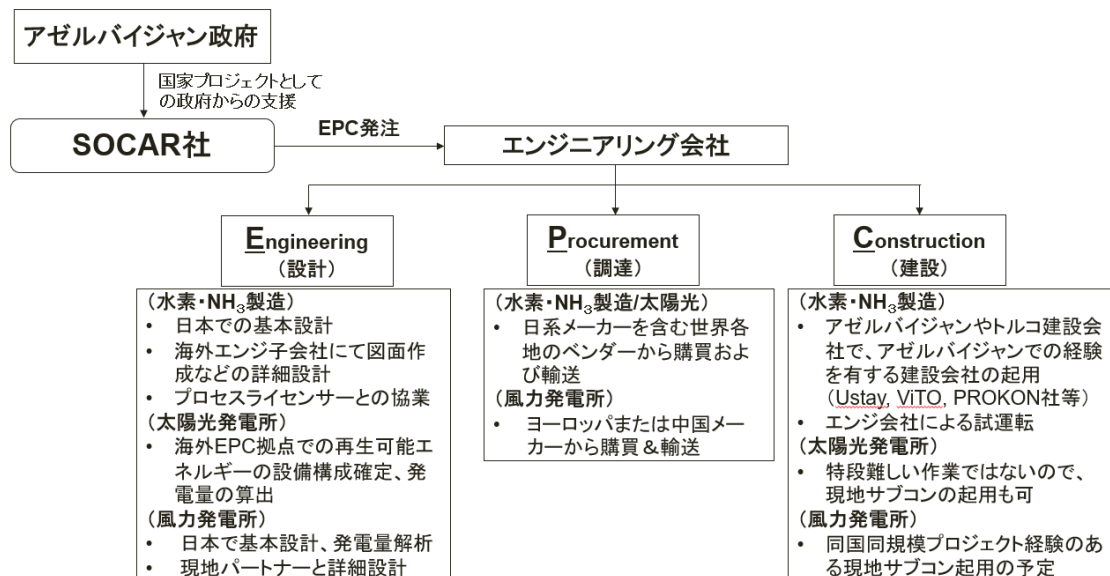 アゼルバイジャン政府
国家プロジェクトとして
の政府からの支援
SOCAR社
EPC発注
エンジニアリング会社
Engineering
（設計）
（水素・NH₃製造）
• 日本での基本設計
• 海外エンジ子会社にて図面作
成などの詳細設計
• プロセスライセンサーとの協業
（太陽光発電所）
• 海外EPC拠点での再生可能エ
ネルギーの設備構成確定、発
電量の算出
（風力発電所）
• 日本で基本設計、発電量解析
• 現地パートナーと詳細設計
Procurement
（調達）
（水素・NH₃製造/太陽光）
• 日系メーカーを含む世界各
地のベンダーから購買およ
び輸送
（風力発電所）
• ヨーロッパまたは中国メー
カーから購買＆輸送
Construction
（建設）
（水素・NH₃製造）
• アゼルバイジャンやトルコ建設会
社で、アゼルバイジャンでの経験
を有する建設会社の起用
（Ustay, ViTO, PROKON社等）
• エンジ会社による試運転
（太陽光発電所）
• 特段難しい作業ではないので、
現地サブコンの起用も可
（風力発電所）
• 同国同規模プロジェクト経験のあ
る現地サブコン起用の予定